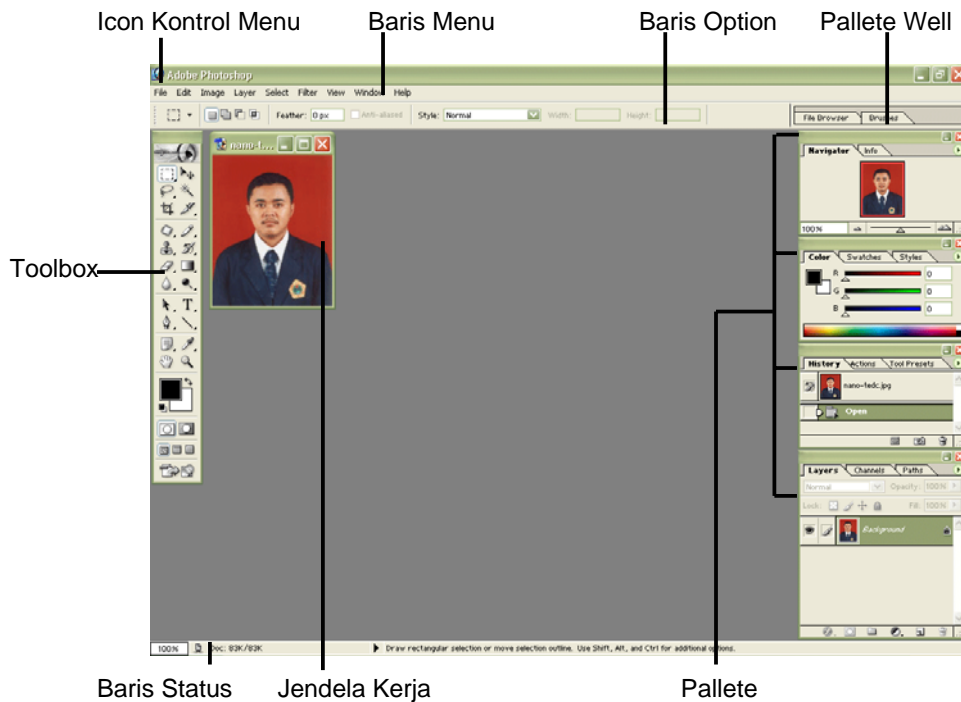 Icon Kontrol Menu Baris Menu Baris Option Pallete Well
Adobe Photoshop
File Edit Image Layer Select Filter View Window Help
Feather: 0 px Anti-aliased Style: Normal Width: Height:
File Browser Brushes
nano-t...
Navigator Info
100%
Color Swatches Styles
R 0
G 0
B 0
Toolbox
History Actions Tool Presets
nano-tedc.jpg
Open
Layers Channels Paths
Normal Opacity: 100%
Lock: Fill: 100%
Background
100% Doc: 83K/83K Draw rectangular selection or move selection outline. Use Shift, Alt, and Ctrl for additional options.
Baris Status Jendela Kerja Pallete